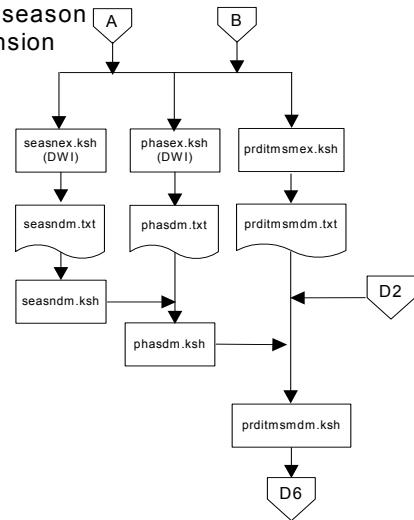 season
nsion
A
B
seasnex.ksh
(DWI)
phasex.ksh
(DWI)
prditmsmex.ksh
seasndm.txt
phasdm.txt
prditmsmdm.txt
seasndm.ksh
D2
phasdm.ksh
prditmsmdm.ksh
D6